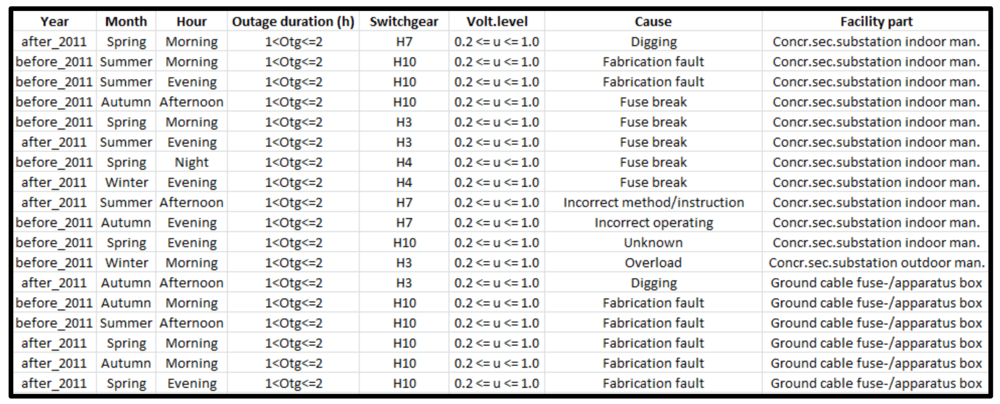 Year Month Hour Outage duration (h) Switchgear Volt.level Cause Facility part
after_2011 Spring Morning 1<Otg<=2 H7 0.2 <= u <= 1.0 Digging Concr.sec.substation indoor man.
before_2011 Summer Morning 1<Otg<=2 H10 0.2 <= u <= 1.0 Fabrication fault Concr.sec.substation indoor man.
before_2011 Summer Evening 1<Otg<=2 H10 0.2 <= u <= 1.0 Fabrication fault Concr.sec.substation indoor man.
before_2011 Autumn Afternoon 1<Otg<=2 H10 0.2 <= u <= 1.0 Fuse break Concr.sec.substation indoor man.
before_2011 Spring Morning 1<Otg<=2 H3 0.2 <= u <= 1.0 Fuse break Concr.sec.substation indoor man.
after_2011 Summer Evening 1<Otg<=2 H3 0.2 <= u <= 1.0 Fuse break Concr.sec.substation indoor man.
before_2011 Spring Night 1<Otg<=2 H4 0.2 <= u <= 1.0 Fuse break Concr.sec.substation indoor man.
after_2011 Winter Evening 1<Otg<=2 H4 0.2 <= u <= 1.0 Fuse break Concr.sec.substation indoor man.
after_2011 Summer Afternoon 1<Otg<=2 H7 0.2 <= u <= 1.0 Incorrect method/instruction Concr.sec.substation indoor man.
before_2011 Autumn Evening 1<Otg<=2 H7 0.2 <= u <= 1.0 Incorrect operating Concr.sec.substation indoor man.
before_2011 Spring Evening 1<Otg<=2 H10 0.2 <= u <= 1.0 Unknown Concr.sec.substation indoor man.
before_2011 Winter Morning 1<Otg<=2 H3 0.2 <= u <= 1.0 Overload Concr.sec.substation outdoor man.
after_2011 Autumn Afternoon 1<Otg<=2 H3 0.2 <= u <= 1.0 Digging Ground cable fuse-/apparatus box
before_2011 Autumn Morning 1<Otg<=2 H10 0.2 <= u <= 1.0 Fabrication fault Ground cable fuse-/apparatus box
before_2011 Summer Afternoon 1<Otg<=2 H10 0.2 <= u <= 1.0 Fabrication fault Ground cable fuse-/apparatus box
after_2011 Spring Morning 1<Otg<=2 H10 0.2 <= u <= 1.0 Fabrication fault Ground cable fuse-/apparatus box
after_2011 Autumn Morning 1<Otg<=2 H10 0.2 <= u <= 1.0 Fabrication fault Ground cable fuse-/apparatus box
after_2011 Spring Evening 1<Otg<=2 H10 0.2 <= u <= 1.0 Fabrication fault Ground cable fuse-/apparatus box